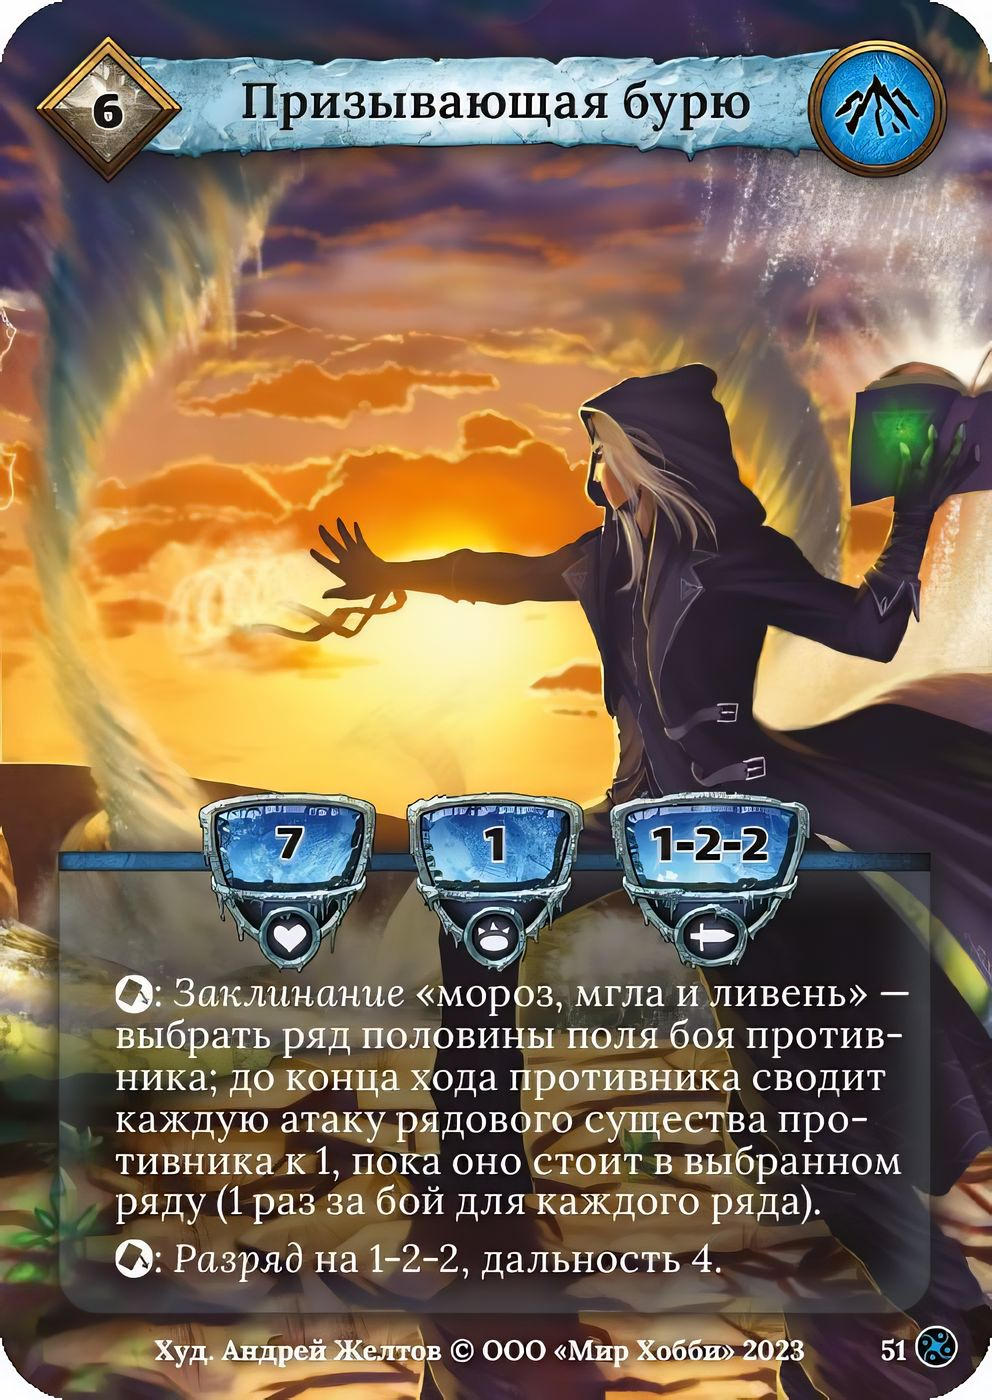 6
Призывающая бурю
7
1
1-2-2
: Заклинание «мороз, мгла и ливень» —
выбрать ряд половины поля боя против-
ника; до конца хода противника сводит
каждую атаку рядового существа про-
тивника к 1, пока оно стоит в выбранном
ряду (1 раз за бой для каждого ряда).
: Разряд на 1-2-2, дальность 4.
Худ. Андрей Желтов © ООО «Мир Хобби» 2023
51